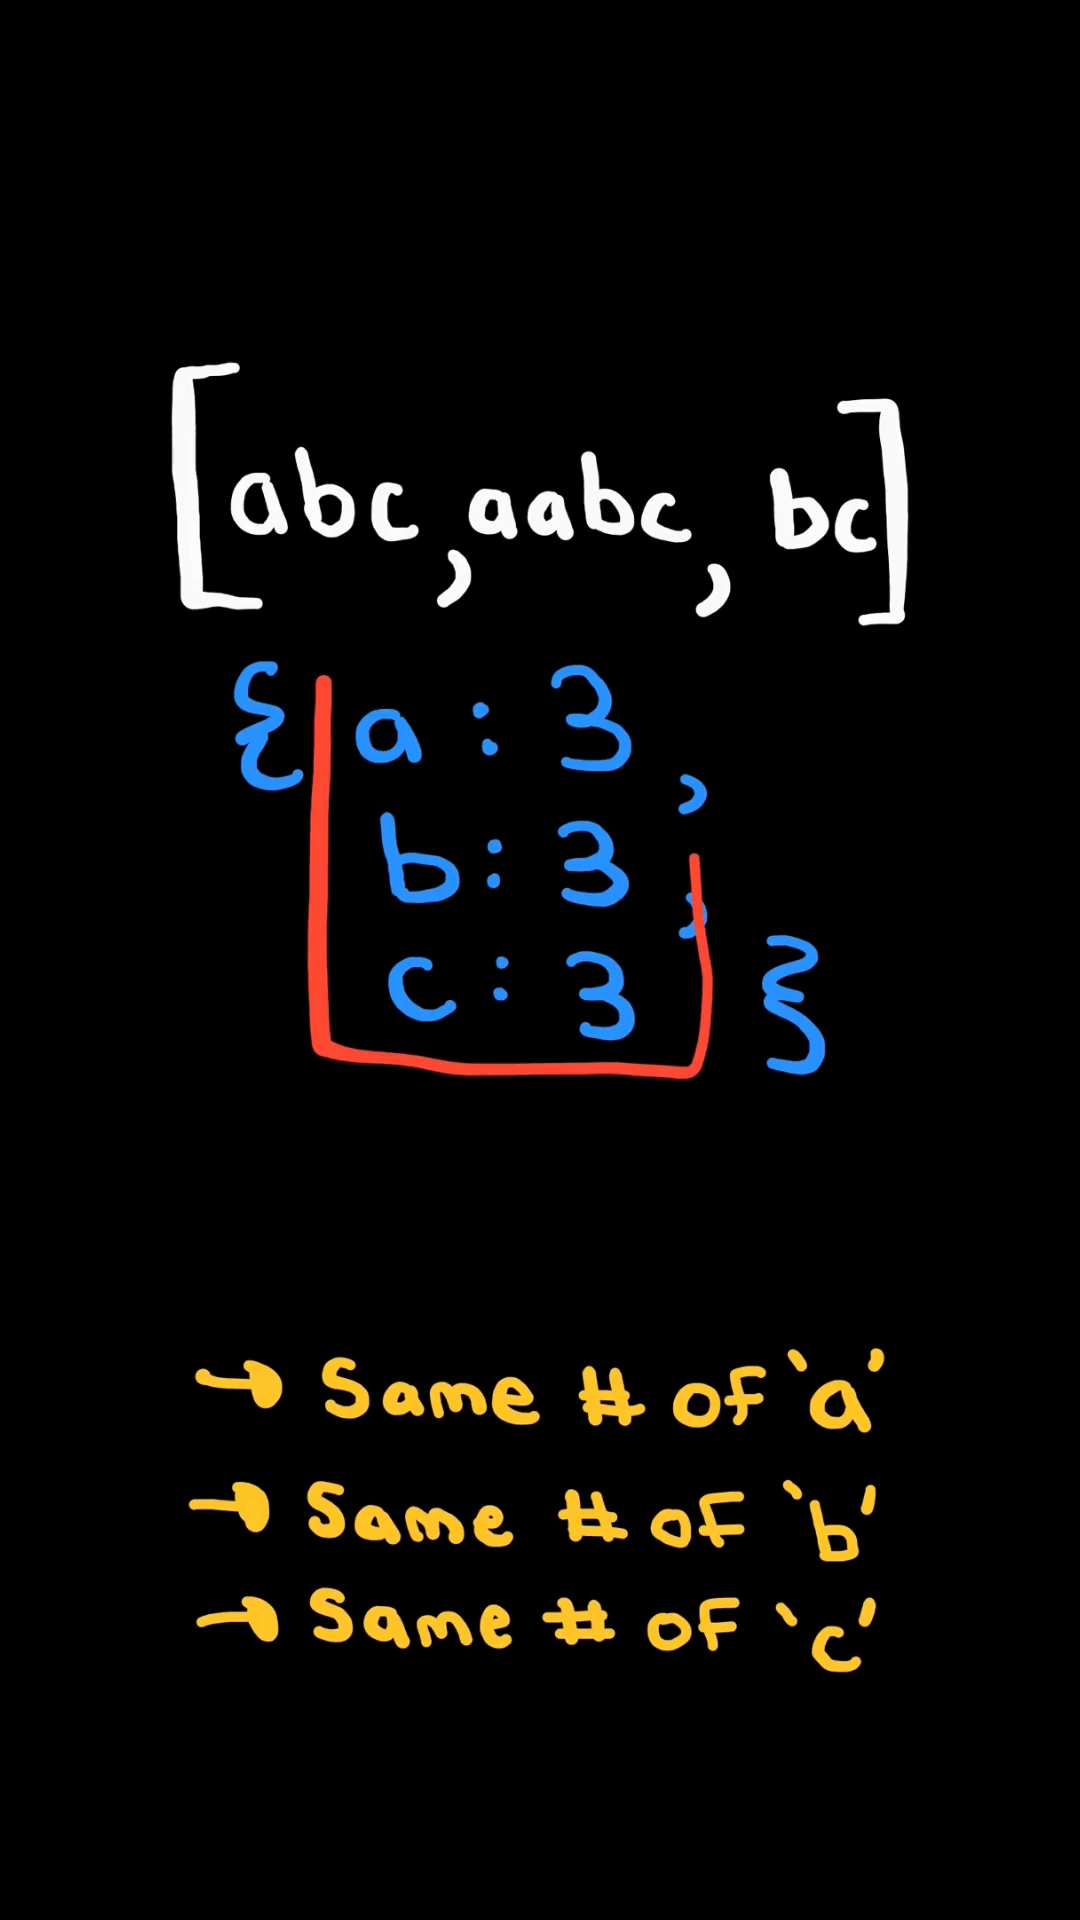 [abc, aabc, bc]
{ a : 3 ,
b : 3 ,
c : 3 }
→ Same # of 'a'
→ Same # of 'b'
→ Same # of 'c'